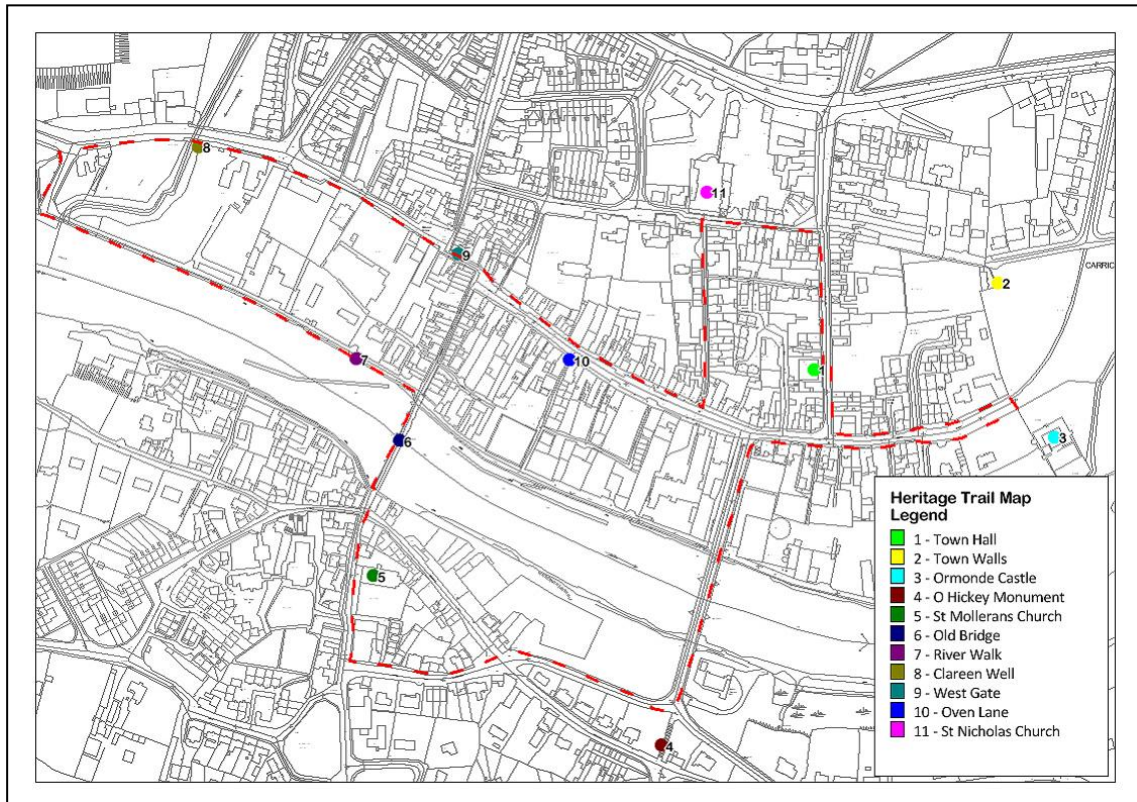 8
11
9
2
CARRIC
7
10
1
6
3
5
4
Heritage Trail Map
Legend
1 - Town Hall
2 - Town Walls
3 - Ormonde Castle
4 - O Hickey Monument
5 - St Mollerans Church
6 - Old Bridge
7 - River Walk
8 - Clareen Well
9 - West Gate
10 - Oven Lane
11 - St Nicholas Church